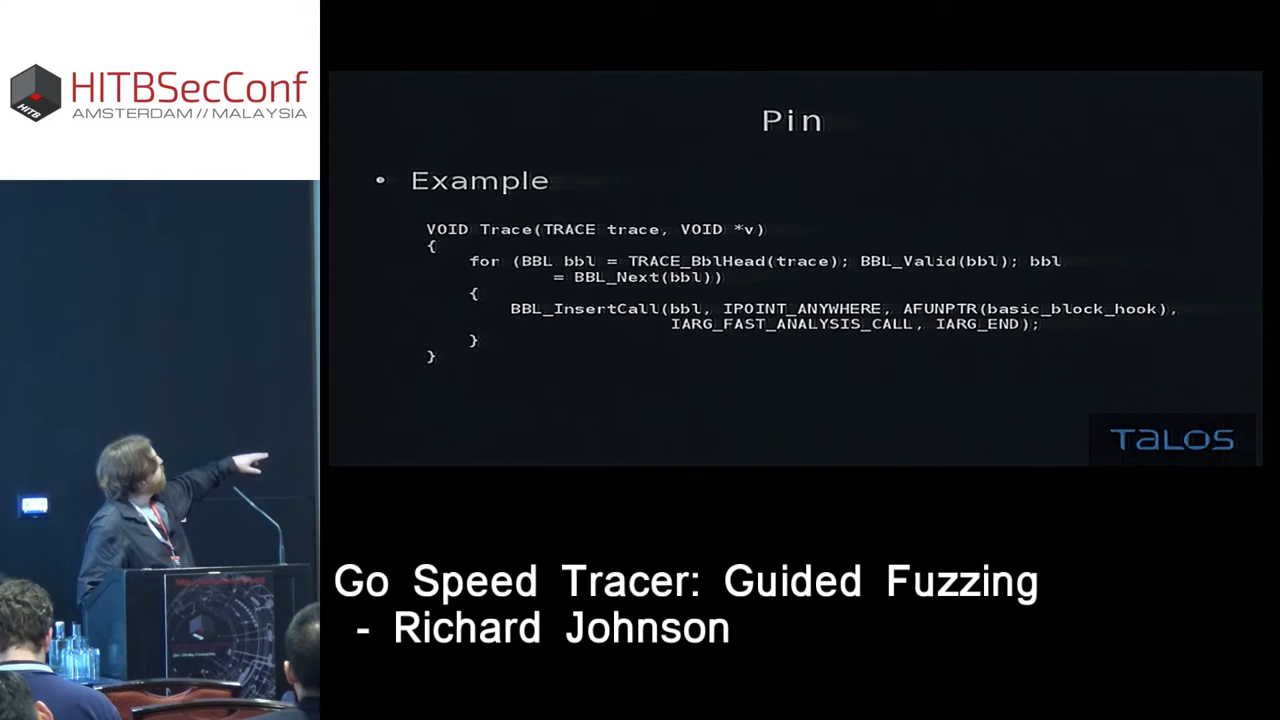 HITBSecConf
AMSTERDAM // MALAYSIA
HITB
Pin
• Example
VOID Trace(TRACE trace, VOID *v)
{
for (BBL bbl = TRACE_BblHead(trace); BBL_Valid(bbl); bbl
= BBL_Next(bbl))
{
BBL_InsertCall(bbl, IPOINT_ANYWHERE, AFUNPTR(basic_block_hook),
IARG_FAST_ANALYSIS_CALL, IARG_END);
}
}
TALOS
Go Speed Tracer: Guided Fuzzing
- Richard Johnson